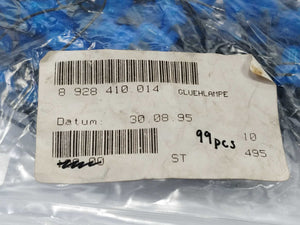 8 928 410.014 GLUEHLAMPE
Datum: 30.08.95
99pcs 10
ST 495